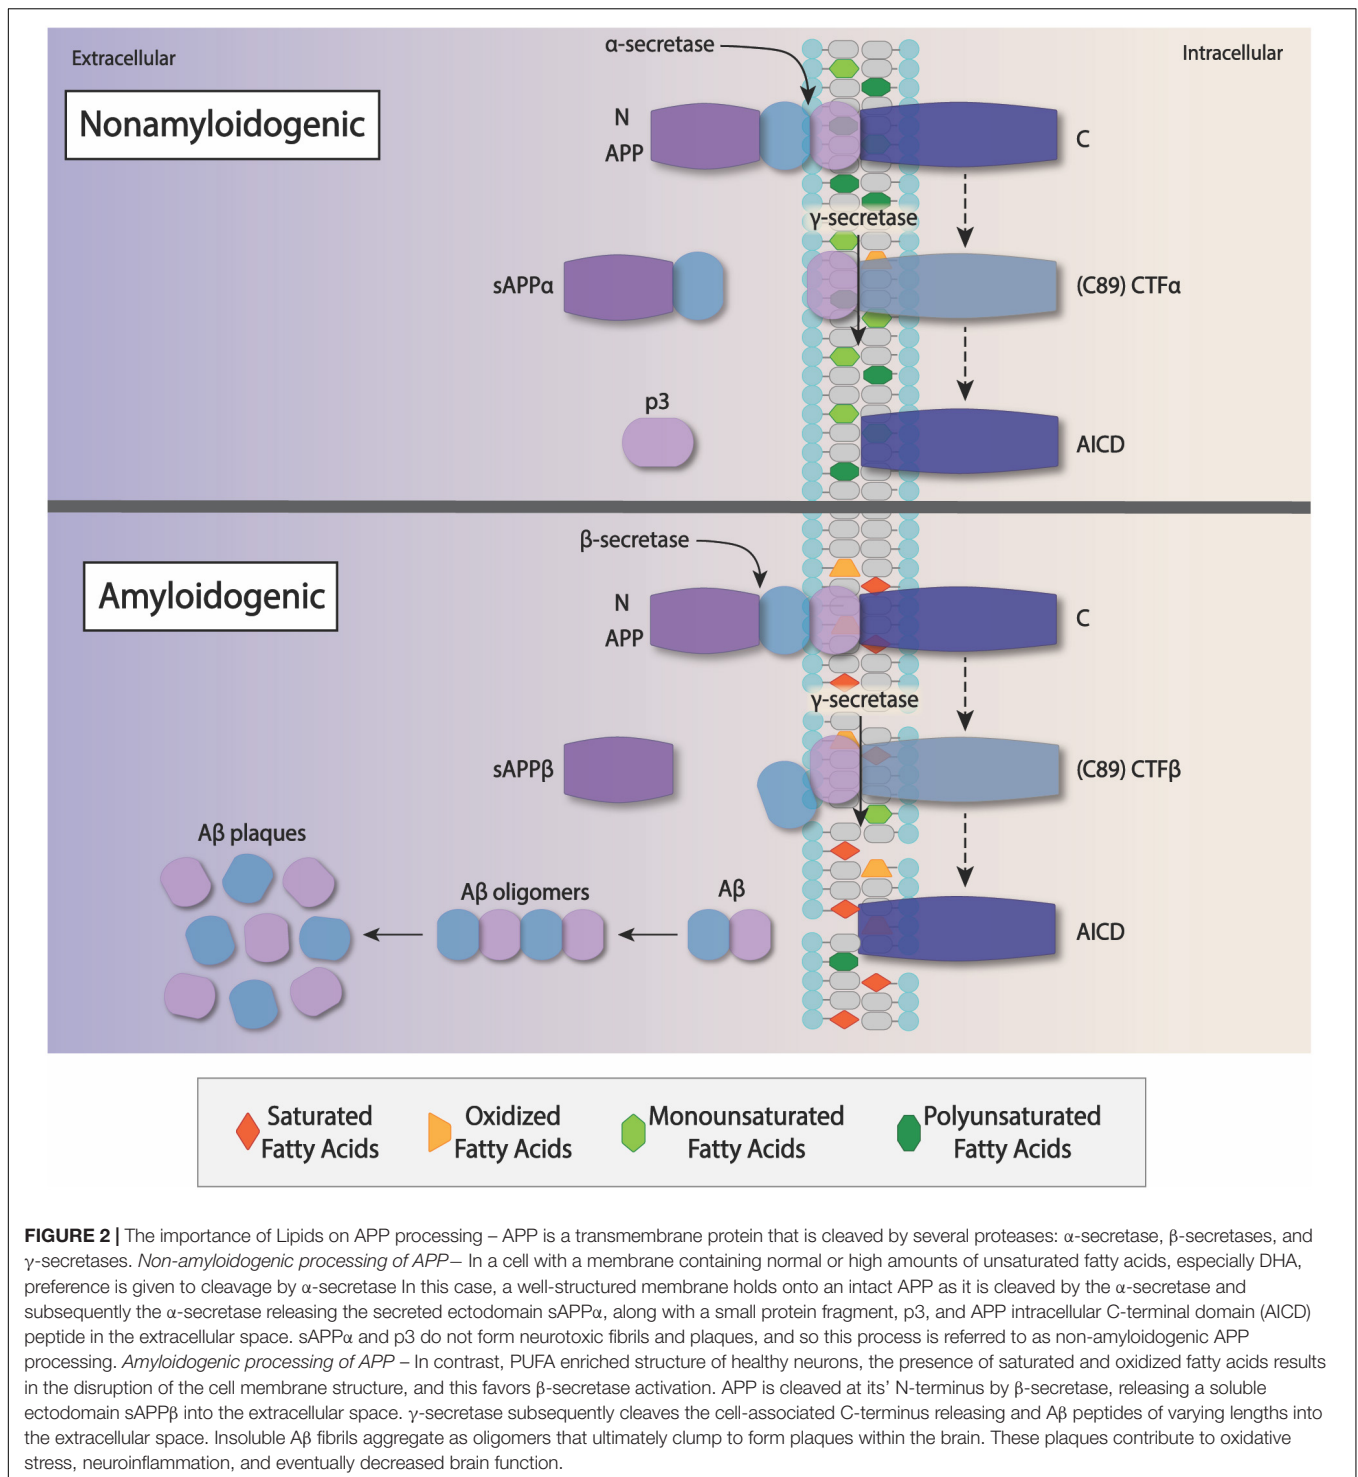 Extracellular
Intracellular
α-secretase
Nonamyloidogenic
N
APP
C
γ-secretase
sAPPα
(C89) CTFα
p3
AICD
β-secretase
Amyloidogenic
N
APP
C
γ-secretase
sAPPβ
(C89) CTFβ
Aβ plaques
Aβ oligomers
Aβ
AICD
Saturated
Fatty Acids
Oxidized
Fatty Acids
Monounsaturated
Fatty Acids
Polyunsaturated
Fatty Acids
FIGURE 2 | The importance of Lipids on APP processing – APP is a transmembrane protein that is cleaved by several proteases: α-secretase, β-secretases, and
γ-secretases. Non-amyloidogenic processing of APP— In a cell with a membrane containing normal or high amounts of unsaturated fatty acids, especially DHA,
preference is given to cleavage by α-secretase In this case, a well-structured membrane holds onto an intact APP as it is cleaved by the α-secretase and
subsequently the α-secretase releasing the secreted ectodomain sAPPα, along with a small protein fragment, p3, and APP intracellular C-terminal domain (AICD)
peptide in the extracellular space. sAPPα and p3 do not form neurotoxic fibrils and plaques, and so this process is referred to as non-amyloidogenic APP
processing. Amyloidogenic processing of APP – In contrast, PUFA enriched structure of healthy neurons, the presence of saturated and oxidized fatty acids results
in the disruption of the cell membrane structure, and this favors β-secretase activation. APP is cleaved at its’ N-terminus by β-secretase, releasing a soluble
ectodomain sAPPβ into the extracellular space. γ-secretase subsequently cleaves the cell-associated C-terminus releasing and Aβ peptides of varying lengths into
the extracellular space. Insoluble Aβ fibrils aggregate as oligomers that ultimately clump to form plaques within the brain. These plaques contribute to oxidative
stress, neuroinflammation, and eventually decreased brain function.